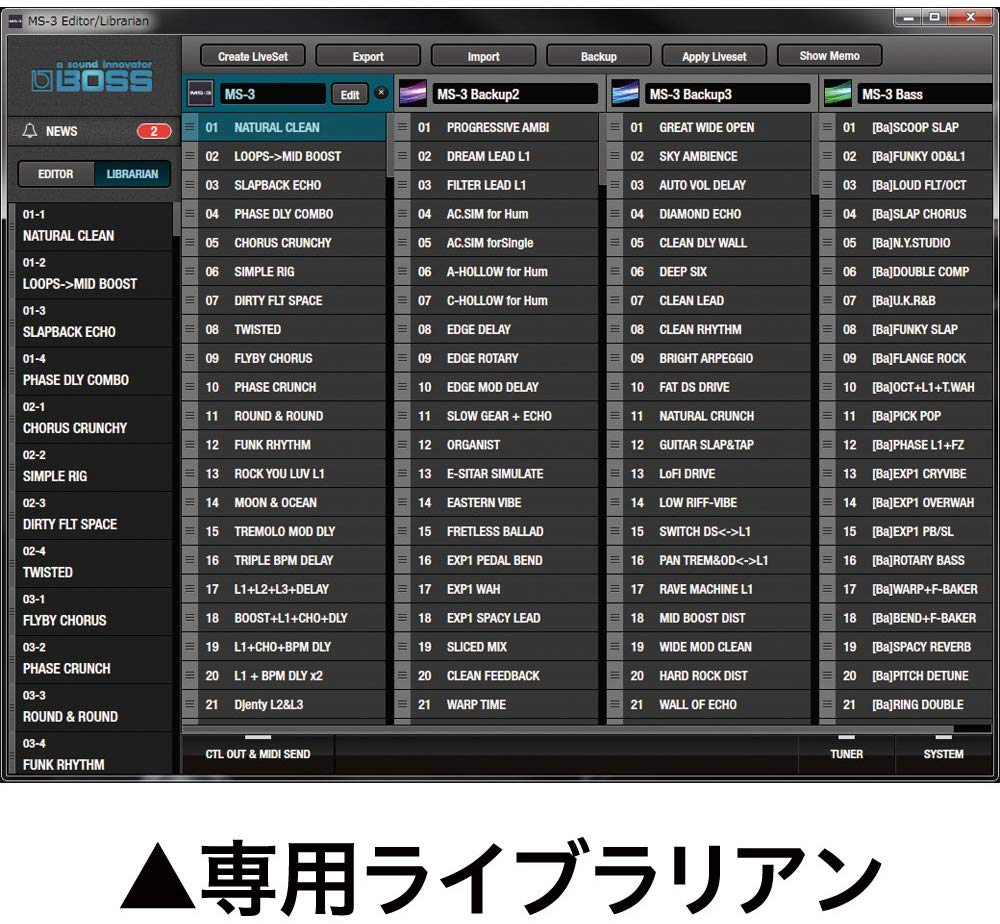 MS-3 Editor/Librarian
a sound innovator
BOSS
NEWS
2
EDITOR
LIBRARIAN
01-1
NATURAL CLEAN
01-2
LOOPS->MID BOOST
01-3
SLAPBACK ECHO
01-4
PHASE DLY COMBO
02-1
CHORUS CRUNCHY
02-2
SIMPLE RIG
02-3
DIRTY FLT SPACE
02-4
TWISTED
03-1
FLYBY CHORUS
03-2
PHASE CRUNCH
03-3
ROUND & ROUND
03-4
FUNK RHYTHM
Create LiveSet
Export
Import
Backup
Apply Liveset
Show Memo
MS-3
MS-3
Edit
01 NATURAL CLEAN
02 LOOPS->MID BOOST
03 SLAPBACK ECHO
04 PHASE DLY COMBO
05 CHORUS CRUNCHY
06 SIMPLE RIG
07 DIRTY FLT SPACE
08 TWISTED
09 FLYBY CHORUS
10 PHASE CRUNCH
11 ROUND & ROUND
12 FUNK RHYTHM
13 ROCK YOU LUV L1
14 MOON & OCEAN
15 TREMOLO MOD DLY
16 TRIPLE BPM DELAY
17 L1+L2+L3+DELAY
18 BOOST+L1+CHO+DLY
19 L1+CHO+BPM DLY
20 L1 + BPM DLY x2
21 Djenty L2&L3
MS-3 Backup2
01 PROGRESSIVE AMBI
02 DREAM LEAD L1
03 FILTER LEAD L1
04 AC.SIM for Hum
05 AC.SIM forSingle
06 A-HOLLOW for Hum
07 C-HOLLOW for Hum
08 EDGE DELAY
09 EDGE ROTARY
10 EDGE MOD DELAY
11 SLOW GEAR + ECHO
12 ORGANIST
13 E-SITAR SIMULATE
14 EASTERN VIBE
15 FRETLESS BALLAD
16 EXP1 PEDAL BEND
17 EXP1 WAH
18 EXP1 SPACY LEAD
19 SLICED MIX
20 CLEAN FEEDBACK
21 WARP TIME
MS-3 Backup3
01 GREAT WIDE OPEN
02 SKY AMBIENCE
03 AUTO VOL DELAY
04 DIAMOND ECHO
05 CLEAN DLY WALL
06 DEEP SIX
07 CLEAN LEAD
08 CLEAN RHYTHM
09 BRIGHT ARPEGGIO
10 FAT DS DRIVE
11 NATURAL CRUNCH
12 GUITAR SLAP&TAP
13 LoFI DRIVE
14 LOW RIFF-VIBE
15 SWITCH DS<->L1
16 PAN TREM&OD<->L1
17 RAVE MACHINE L1
18 MID BOOST DIST
19 WIDE MOD CLEAN
20 HARD ROCK DIST
21 WALL OF ECHO
MS-3 Bass
01 [Ba]SCOOP SLAP
02 [Ba]FUNKY OD&L1
03 [Ba]LOUD FLT/OCT
04 [Ba]SLAP CHORUS
05 [Ba]N.Y.STUDIO
06 [Ba]DOUBLE COMP
07 [Ba]U.K.R&B
08 [Ba]FUNKY SLAP
09 [Ba]FLANGE ROCK
10 [Ba]OCT+L1+T.WAH
11 [Ba]PICK POP
12 [Ba]PHASE L1+FZ
13 [Ba]EXP1 CRYVIBE
14 [Ba]EXP1 OVERWAH
15 [Ba]EXP1 PB/SL
16 [Ba]ROTARY BASS
17 [Ba]WARP+F-BAKER
18 [Ba]BEND+F-BAKER
19 [Ba]SPACY REVERB
20 [Ba]PITCH DETUNE
21 [Ba]RING DOUBLE
CTL OUT & MIDI SEND
TUNER
SYSTEM
▲専用ライブラリアン